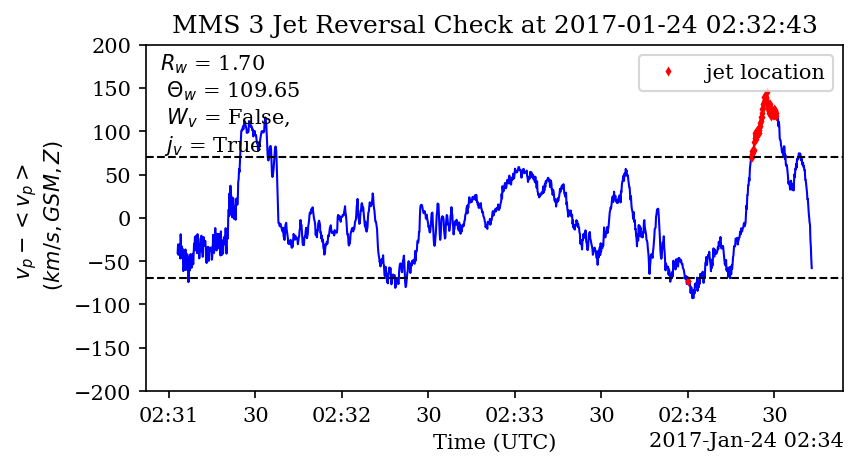 MMS 3 Jet Reversal Check at 2017-01-24 02:32:43
R_w = 1.70
Θ_w = 109.65
W_v = False,
j_v = True
jet location
200
150
100
50
0
−50
−100
−150
−200
v_p − < v_p >
(km/s, GSM, Z)
02:31 30 02:32 30 02:33 30 02:34 30
Time (UTC)
2017-Jan-24 02:34